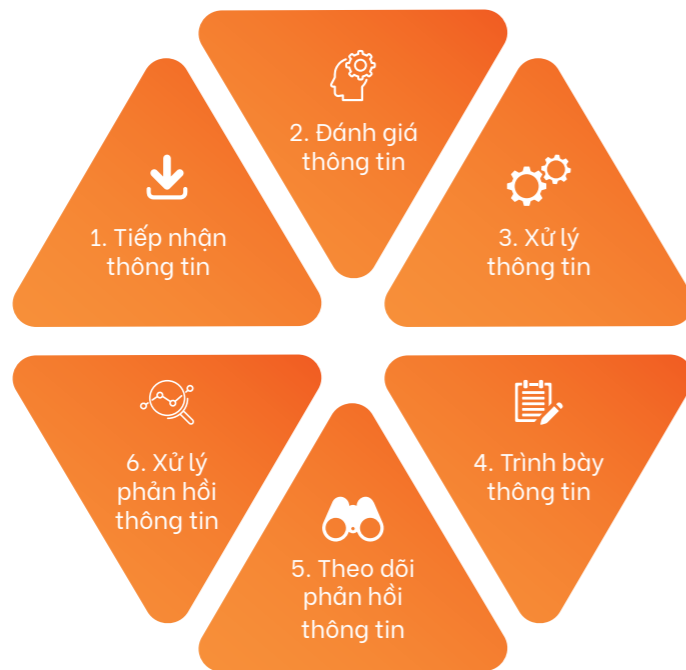 1. Tiếp nhận
thông tin
2. Đánh giá
thông tin
3. Xử lý
thông tin
4. Trình bày
thông tin
5. Theo dõi
phản hồi
thông tin
6. Xử lý
phản hồi
thông tin